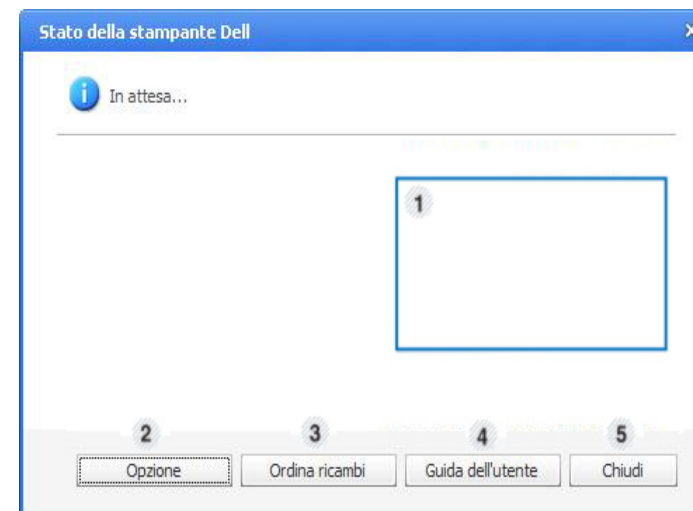 Stato della stampante Dell
In attesa...
1
2 3 4 5
Opzione Ordina ricambi Guida dell'utente Chiudi